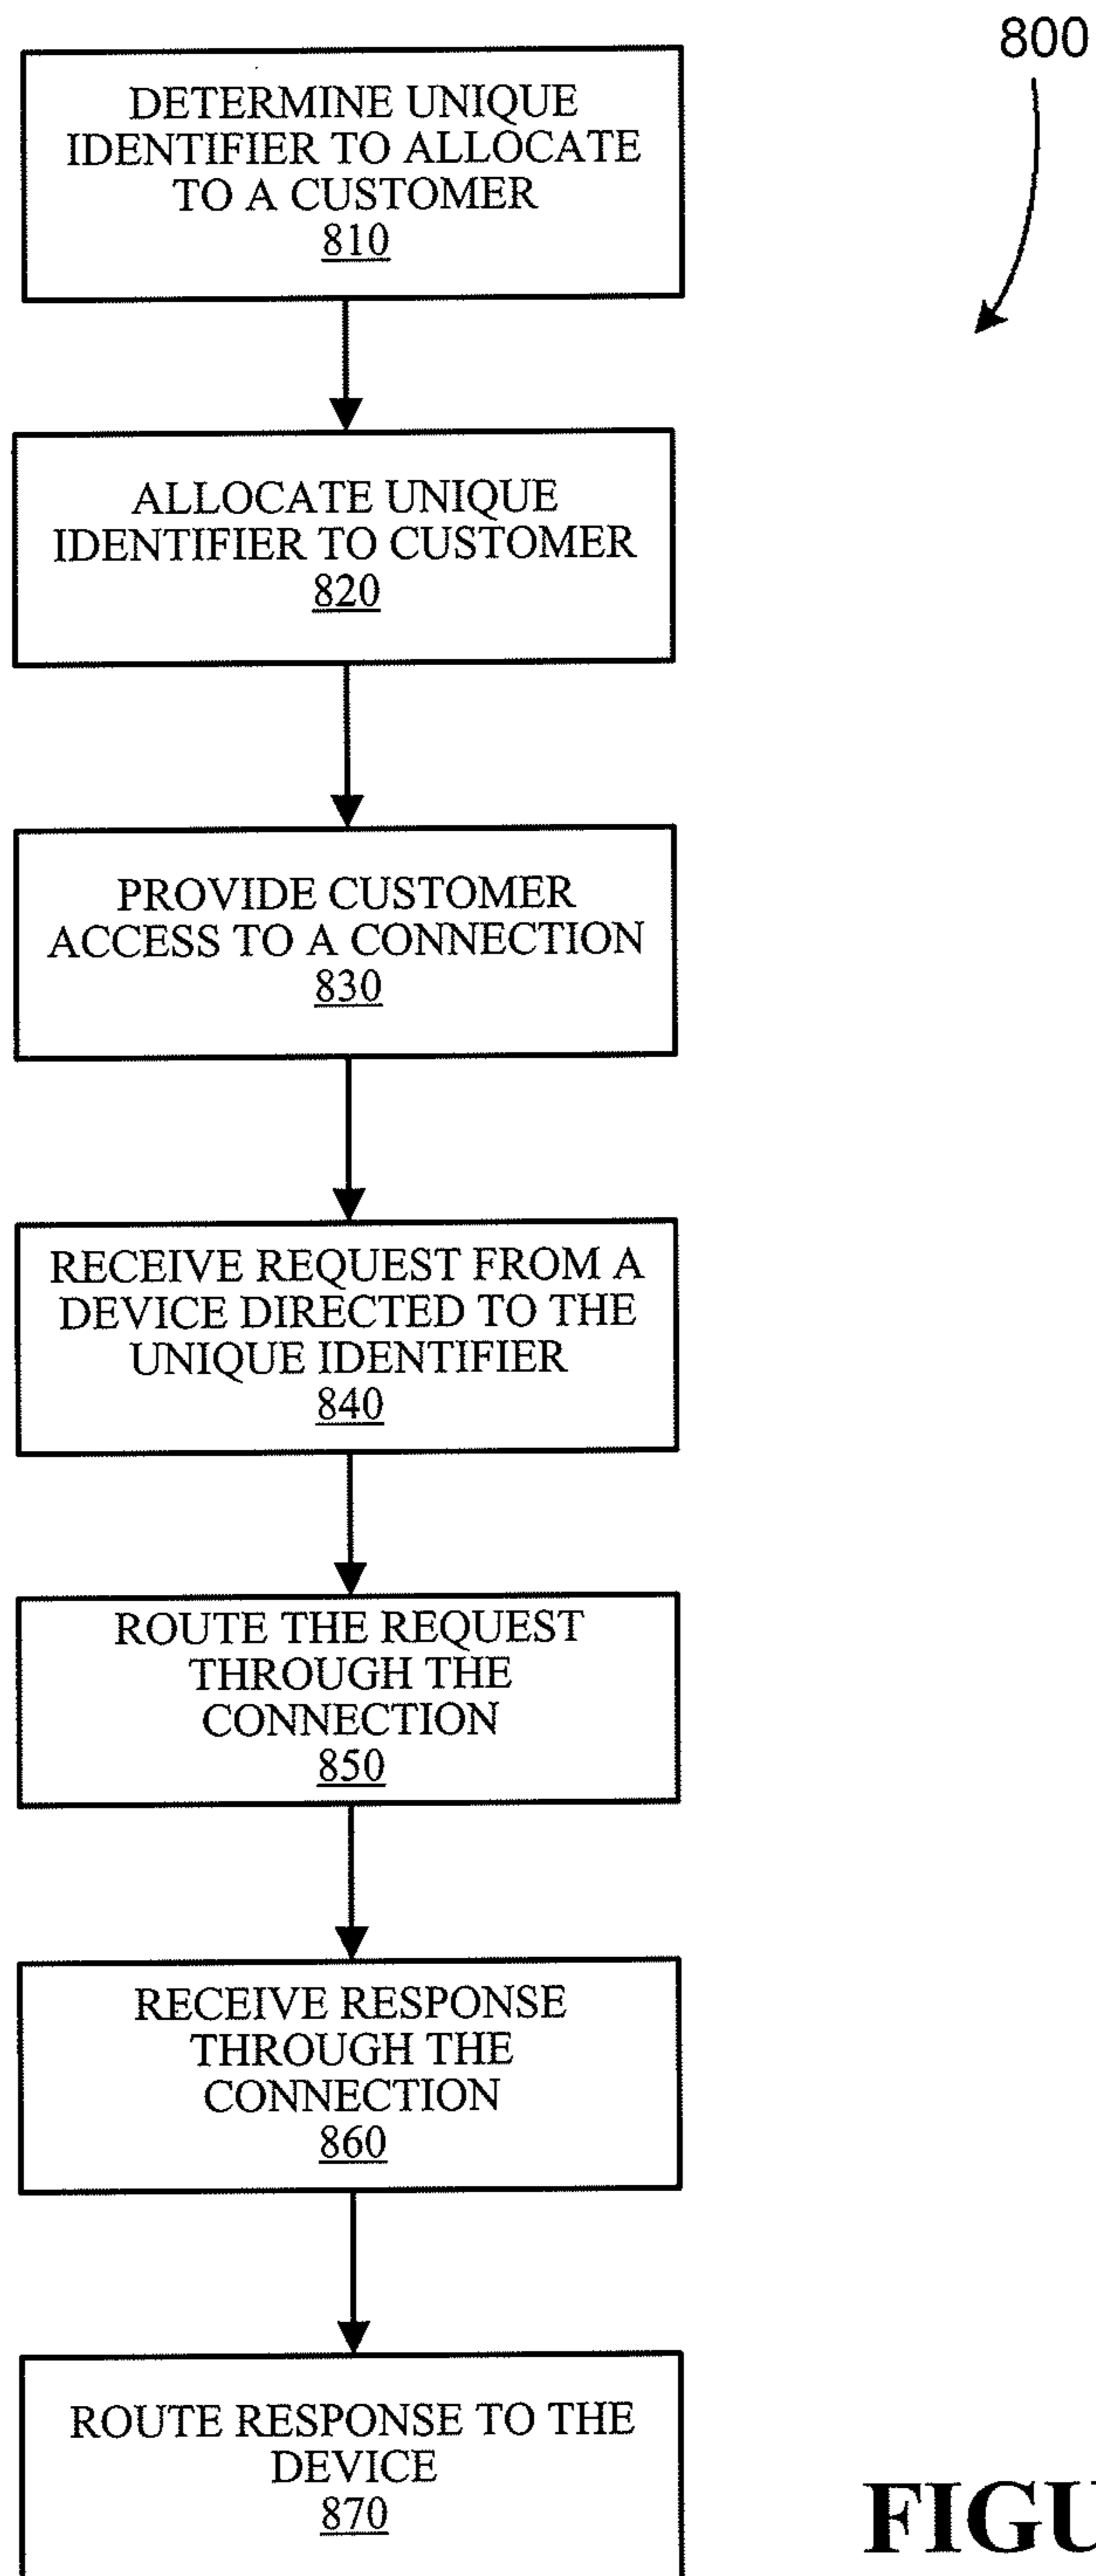 800
DETERMINE UNIQUE
IDENTIFIER TO ALLOCATE
TO A CUSTOMER
810
ALLOCATE UNIQUE
IDENTIFIER TO CUSTOMER
820
PROVIDE CUSTOMER
ACCESS TO A CONNECTION
830
RECEIVE REQUEST FROM A
DEVICE DIRECTED TO THE
UNIQUE IDENTIFIER
840
ROUTE THE REQUEST
THROUGH THE
CONNECTION
850
RECEIVE RESPONSE
THROUGH THE
CONNECTION
860
ROUTE RESPONSE TO THE
DEVICE
870